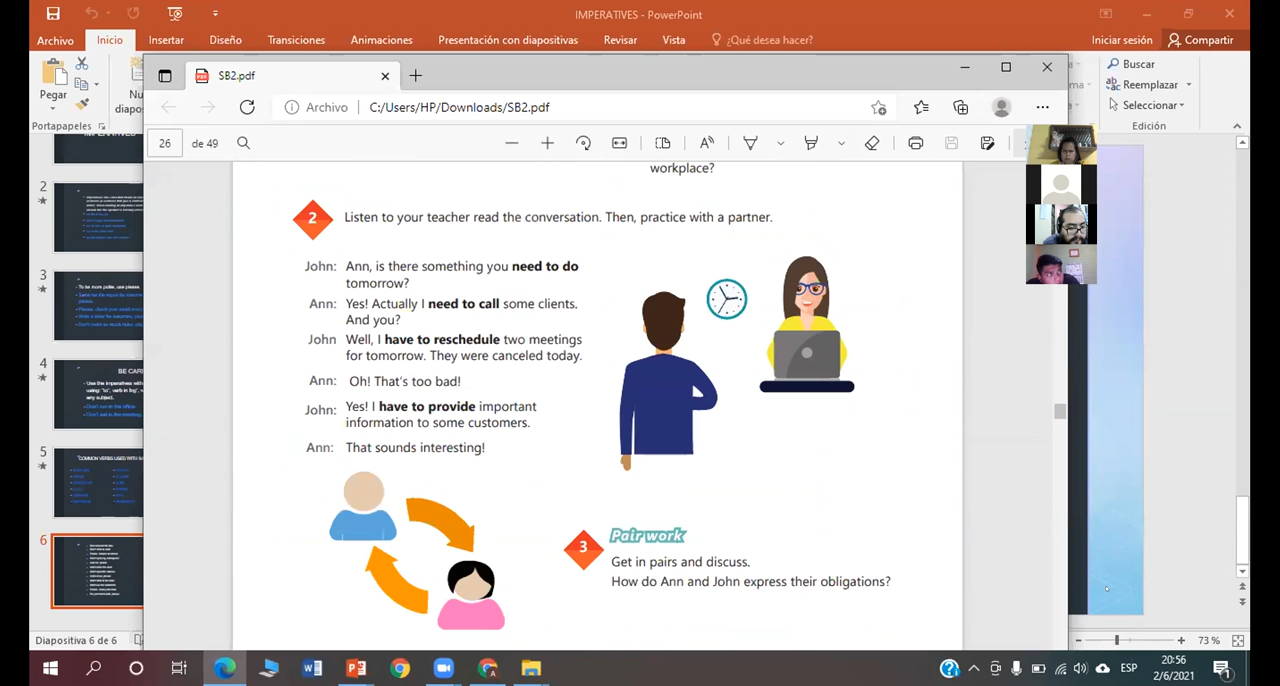 IMPERATIVES - PowerPoint
Archivo
Inicio
Insertar
Diseño
Transiciones
Animaciones
Presentación con diapositivas
Revisar
Vista
¿Qué desea hacer?
Iniciar sesión
Compartir
Pegar
Portapapeles
SB2.pdf
Archivo
C:/Users/HP/Downloads/SB2.pdf
Buscar
Reemplazar
Seleccionar
Edición
26
de 49
workplace?
2
Listen to your teacher read the conversation. Then, practice with a partner.
John: Ann, is there something you need to do
tomorrow?
Ann: Yes! Actually I need to call some clients.
And you?
John Well, I have to reschedule two meetings
for tomorrow. They were canceled today.
Ann: Oh! That's too bad!
John: Yes! I have to provide important
information to some customers.
Ann: That sounds interesting!
3
Pair work
Get in pairs and discuss.
How do Ann and John express their obligations?
2
3
4
5
6
Diapositiva 6 de 6
73 %
ESP
20:56
2/6/2021